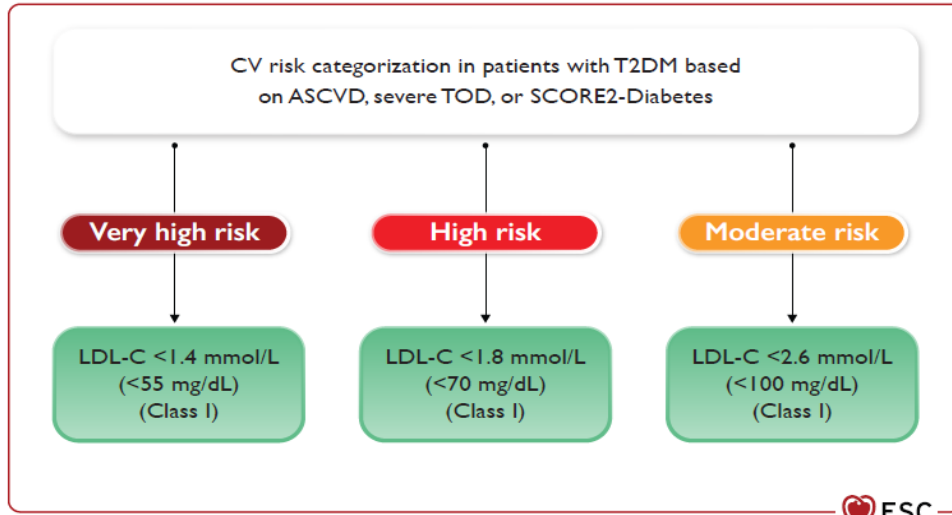 CV risk categorization in patients with T2DM based
on ASCVD, severe TOD, or SCORE2-Diabetes
Very high risk
High risk
Moderate risk
LDL-C <1.4 mmol/L
(<55 mg/dL)
(Class I)
LDL-C <1.8 mmol/L
(<70 mg/dL)
(Class I)
LDL-C <2.6 mmol/L
(<100 mg/dL)
(Class I)
ESC